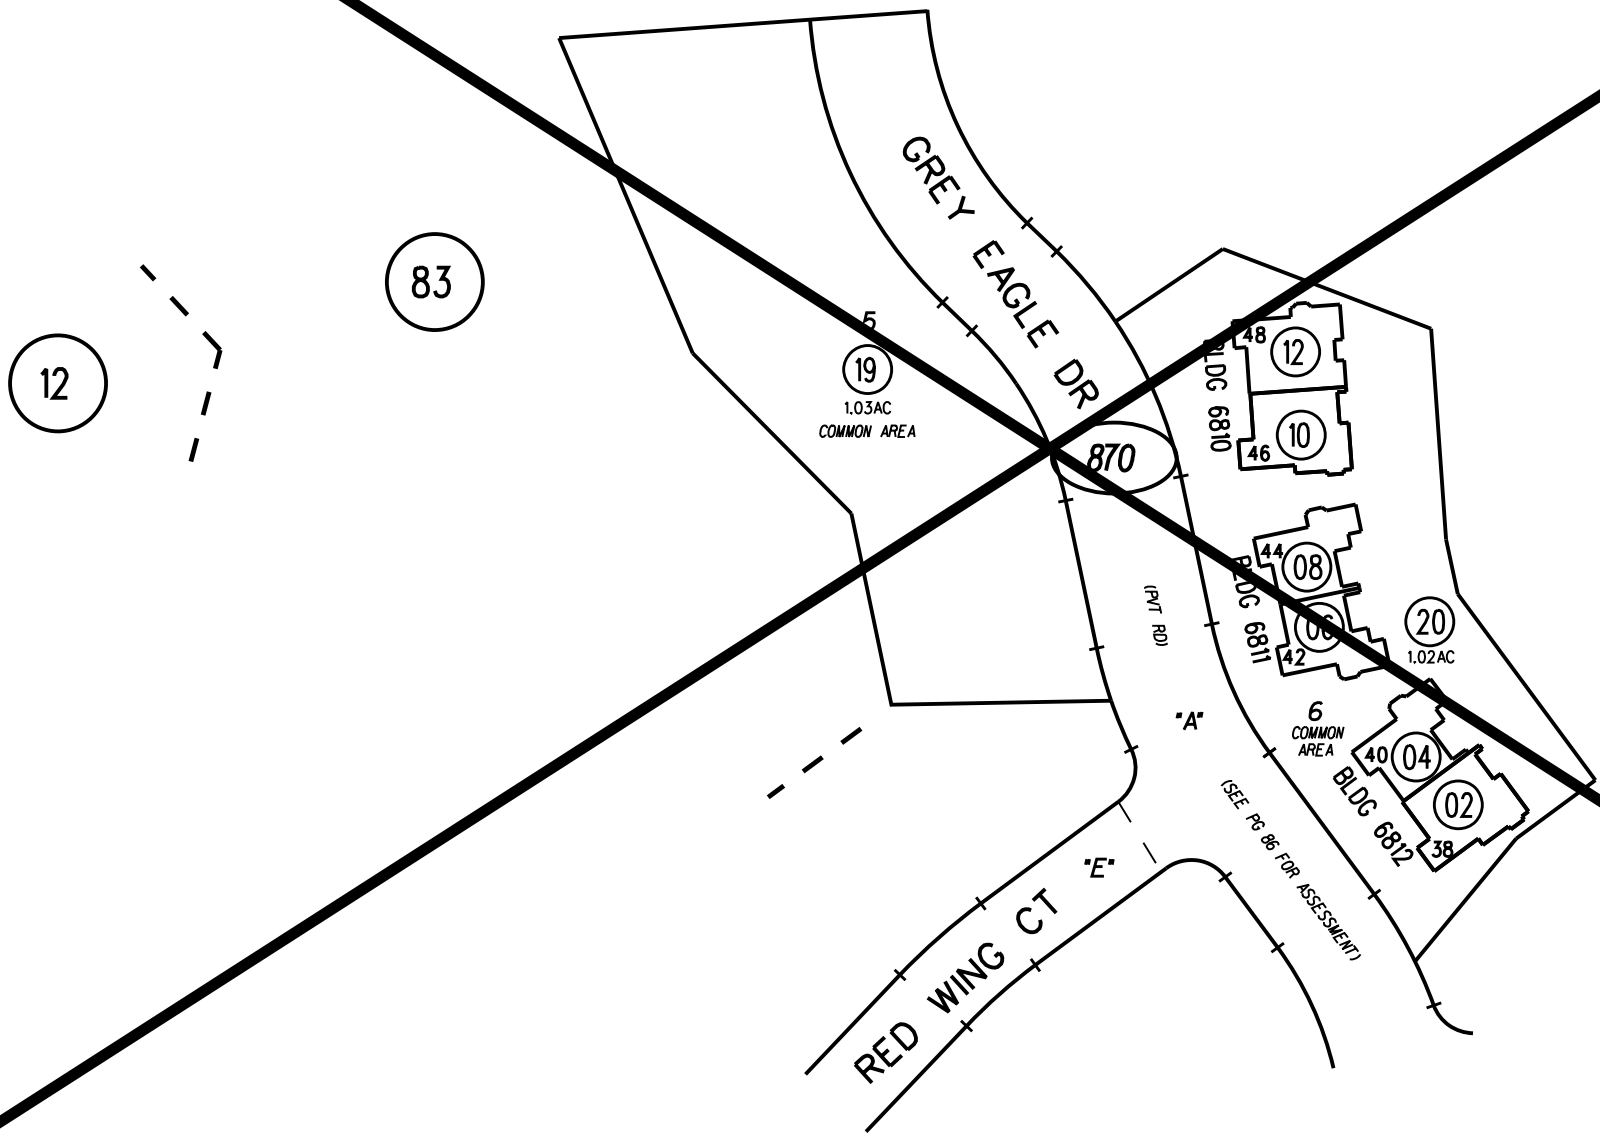 GREY EAGLE DR
12
83
5
19
1.03AC
COMMON AREA
870
48
12
BLDG 6810
10
46
44
08
BLDG 6811
06
42
(PVT RD)
20
1.02AC
"A"
6
COMMON
AREA
40
04
02
38
BLDG 6812
(SEE PG 86 FOR ASSESSMENT)
"E"
RED WING CT